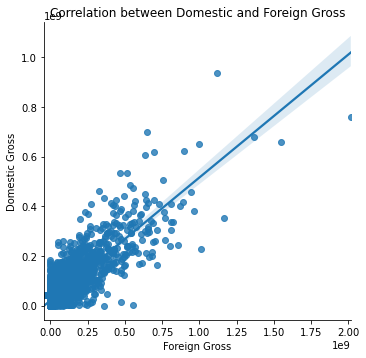 Correlation between Domestic and Foreign Gross
1e9
1.0
0.8
0.6
0.4
0.2
0.0
Domestic Gross
0.00 0.25 0.50 0.75 1.00 1.25 1.50 1.75 2.00
Foreign Gross
1e9